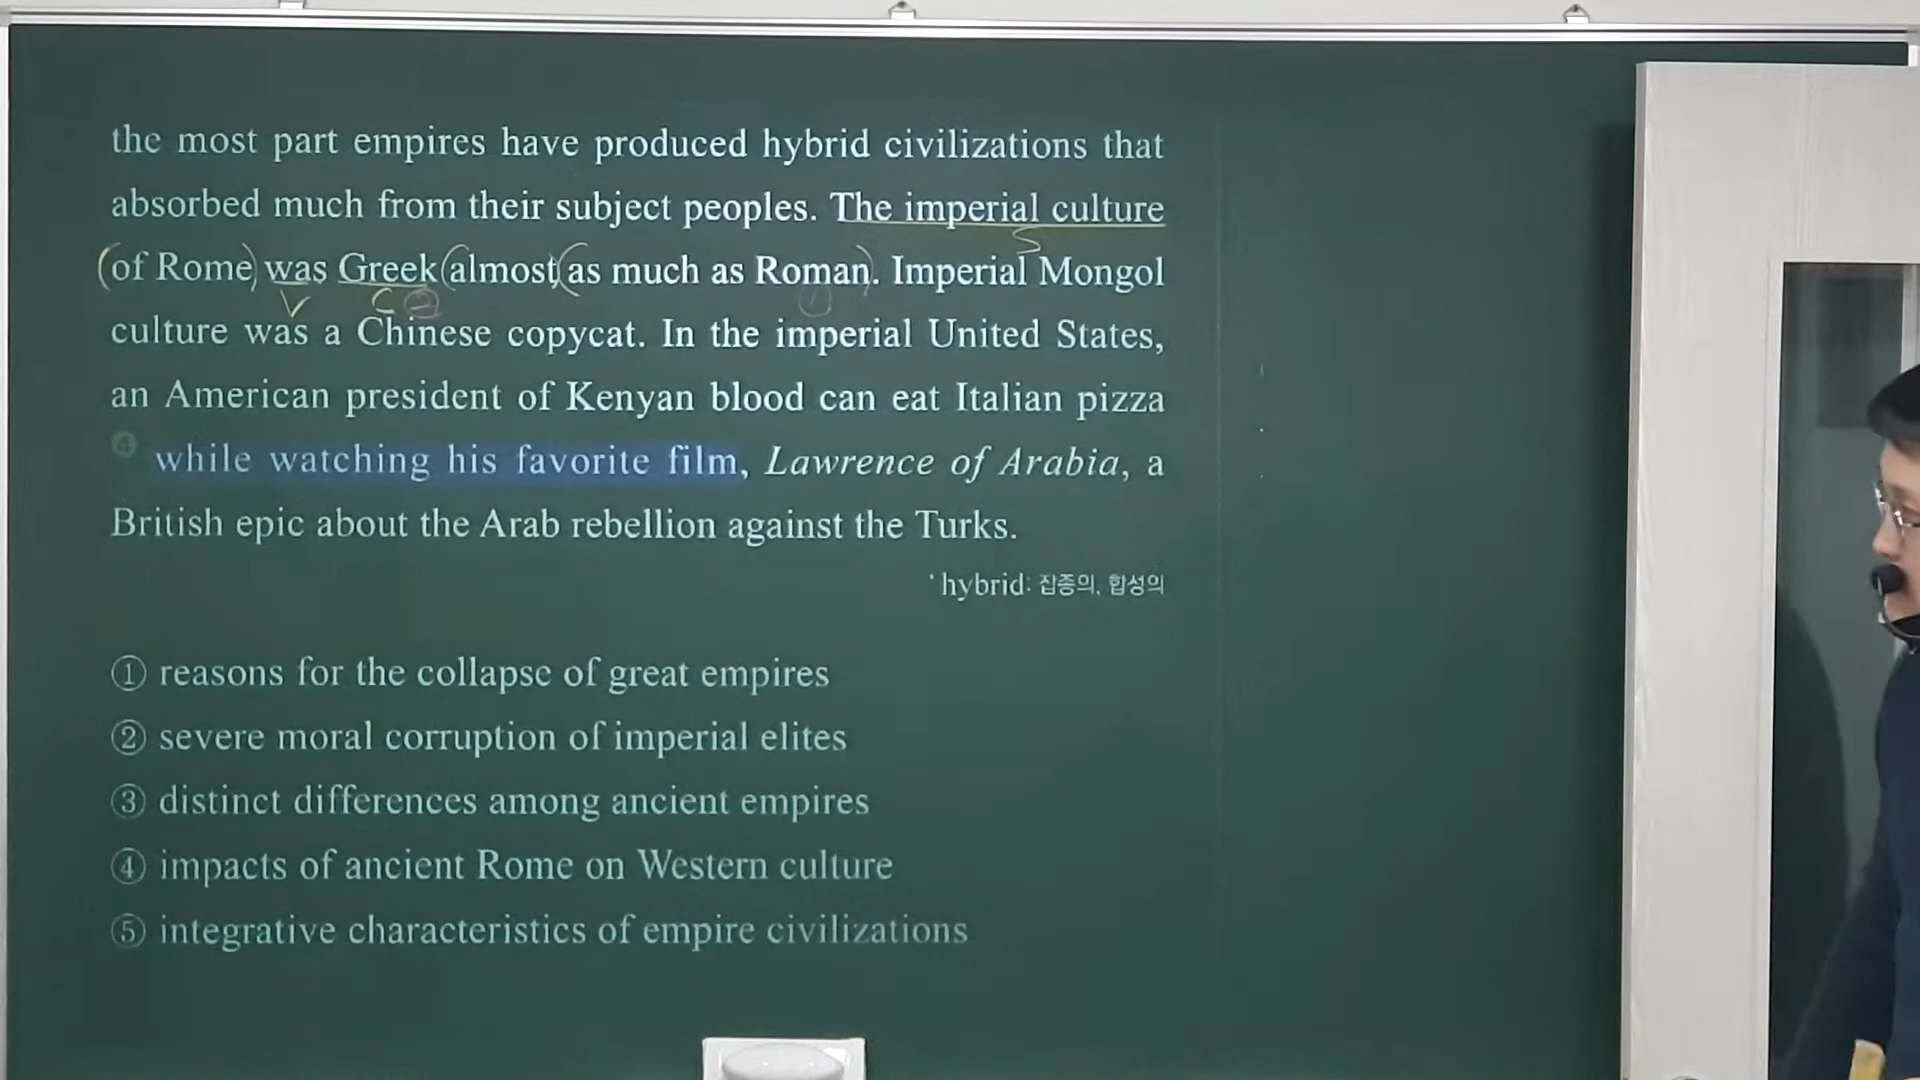 the most part empires have produced hybrid civilizations that
absorbed much from their subject peoples. The imperial culture
S
(of Rome) was Greek (almost) (as much as Roman). Imperial Mongol
V C ② ①
culture was a Chinese copycat. In the imperial United States,
an American president of Kenyan blood can eat Italian pizza
④ while watching his favorite film, Lawrence of Arabia, a
British epic about the Arab rebellion against the Turks.
* hybrid: 잡종의, 합성의
① reasons for the collapse of great empires
② severe moral corruption of imperial elites
③ distinct differences among ancient empires
④ impacts of ancient Rome on Western culture
⑤ integrative characteristics of empire civilizations